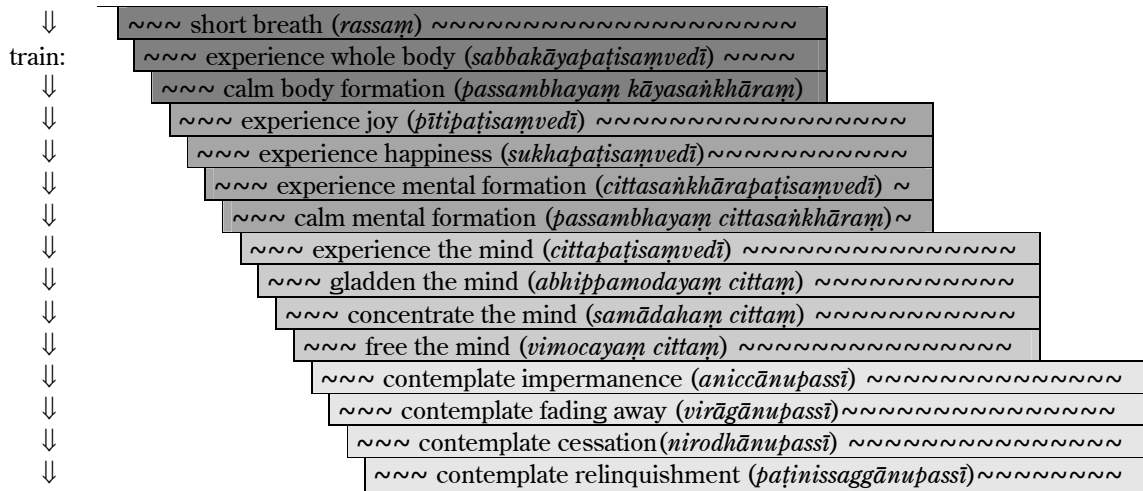 ⇓ ~~~ short breath (rassaṃ) ~~~~~~~~~~~~~~~~~~~
train: ~~~ experience whole body (sabbakāyapaṭisaṃvedī) ~~~~
⇓ ~~~ calm body formation (passambhayaṃ kāyasaṅkhāraṃ)
⇓ ~~~ experience joy (pītipaṭisaṃvedī) ~~~~~~~~~~~~~~~~
⇓ ~~~ experience happiness (sukhapaṭisaṃvedī)~~~~~~~~~~~
⇓ ~~~ experience mental formation (cittasaṅkhārapaṭisaṃvedī) ~
⇓ ~~~ calm mental formation (passambhayaṃ cittasaṅkhāraṃ)~
⇓ ~~~ experience the mind (cittapaṭisaṃvedī) ~~~~~~~~~~~~~~
⇓ ~~~ gladden the mind (abhippamodayaṃ cittaṃ) ~~~~~~~~~~~
⇓ ~~~ concentrate the mind (samādahaṃ cittaṃ) ~~~~~~~~~~~
⇓ ~~~ free the mind (vimocayaṃ cittaṃ) ~~~~~~~~~~~~~~
⇓ ~~~ contemplate impermanence (aniccānupassī) ~~~~~~~~~~~~~
⇓ ~~~ contemplate fading away (virāgānupassī)~~~~~~~~~~~~~~
⇓ ~~~ contemplate cessation(nirodhānupassī) ~~~~~~~~~~~~~
⇓ ~~~ contemplate relinquishment (paṭinissaggānupassī)~~~~~~~~